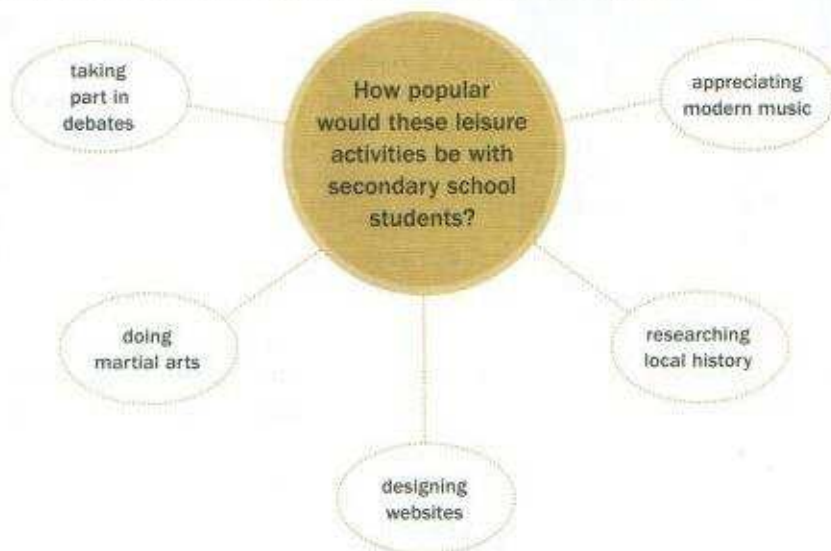 How popular
would these leisure
activities be with
secondary school
students?
taking
part in
debates
appreciating
modern music
doing
martial arts
researching
local history
designing
websites